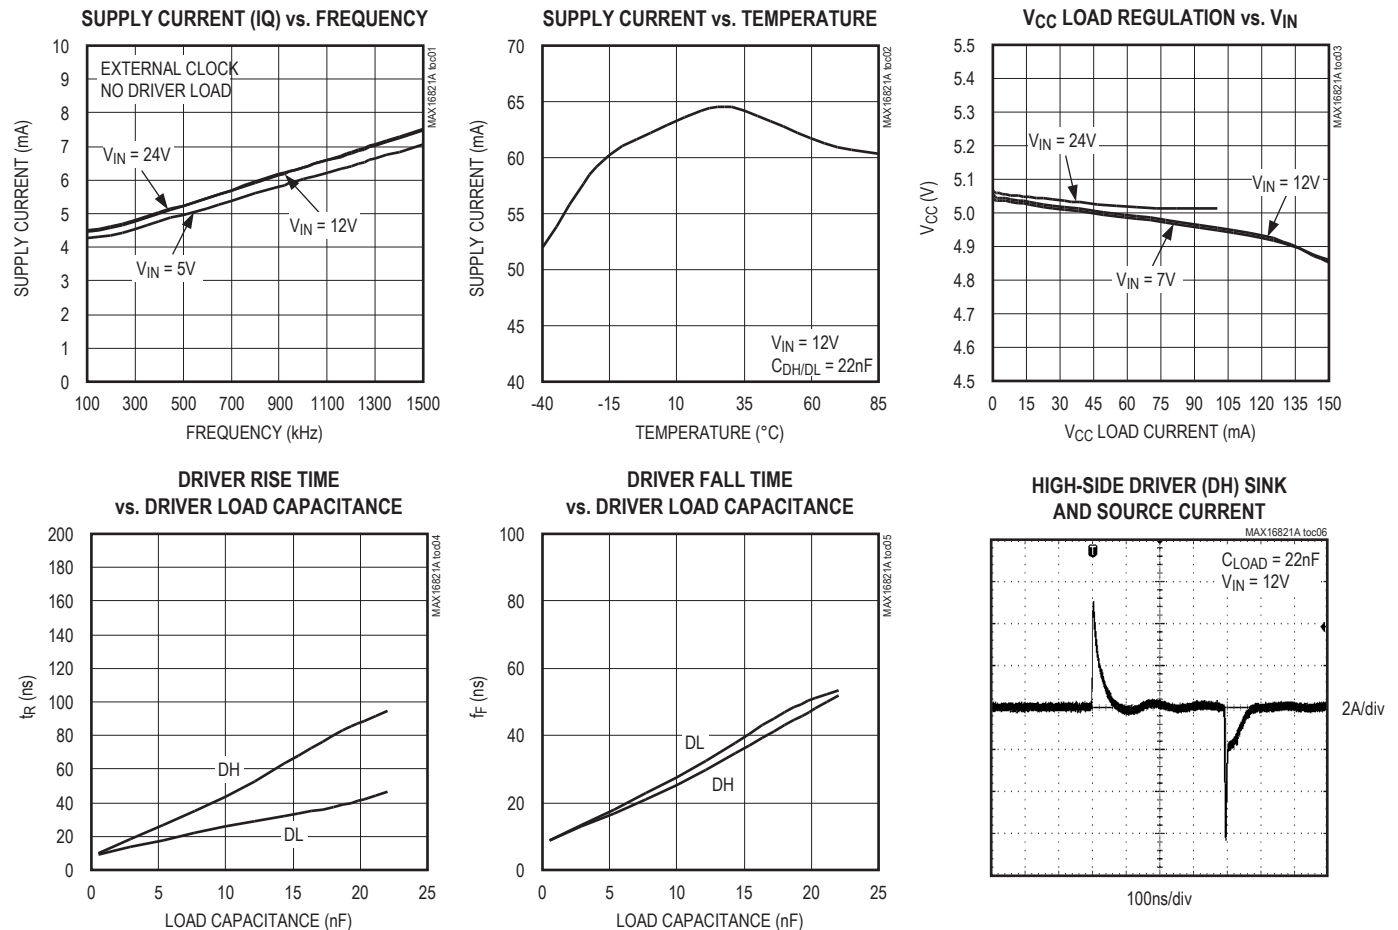 SUPPLY CURRENT (IQ) vs. FREQUENCY
10
9
8
7
6
5
4
3
2
1
0
SUPPLY CURRENT (mA)
EXTERNAL CLOCK
NO DRIVER LOAD
VIN = 24V
VIN = 12V
VIN = 5V
MAX16821A toc01
100 300 500 700 900 1100 1300 1500
FREQUENCY (kHz)
SUPPLY CURRENT vs. TEMPERATURE
70
65
60
55
50
45
40
SUPPLY CURRENT (mA)
VIN = 12V
CDH/DL = 22nF
MAX16821A toc02
-40 -15 10 35 60 85
TEMPERATURE (°C)
VCC LOAD REGULATION vs. VIN
5.5
5.4
5.3
5.2
5.1
5.0
4.9
4.8
4.7
4.6
4.5
VCC (V)
VIN = 24V
VIN = 12V
VIN = 7V
MAX16821A toc03
0 15 30 45 60 75 90 105 120 135 150
VCC LOAD CURRENT (mA)
DRIVER RISE TIME
vs. DRIVER LOAD CAPACITANCE
200
180
160
140
120
100
80
60
40
20
0
tR (ns)
DH
DL
MAX16821A toc04
0 5 10 15 20 25
LOAD CAPACITANCE (nF)
DRIVER FALL TIME
vs. DRIVER LOAD CAPACITANCE
100
80
60
40
20
0
fF (ns)
DL
DH
MAX16821A toc05
0 5 10 15 20 25
LOAD CAPACITANCE (nF)
HIGH-SIDE DRIVER (DH) SINK
AND SOURCE CURRENT
MAX16821A toc06
T
CLOAD = 22nF
VIN = 12V
2A/div
100ns/div